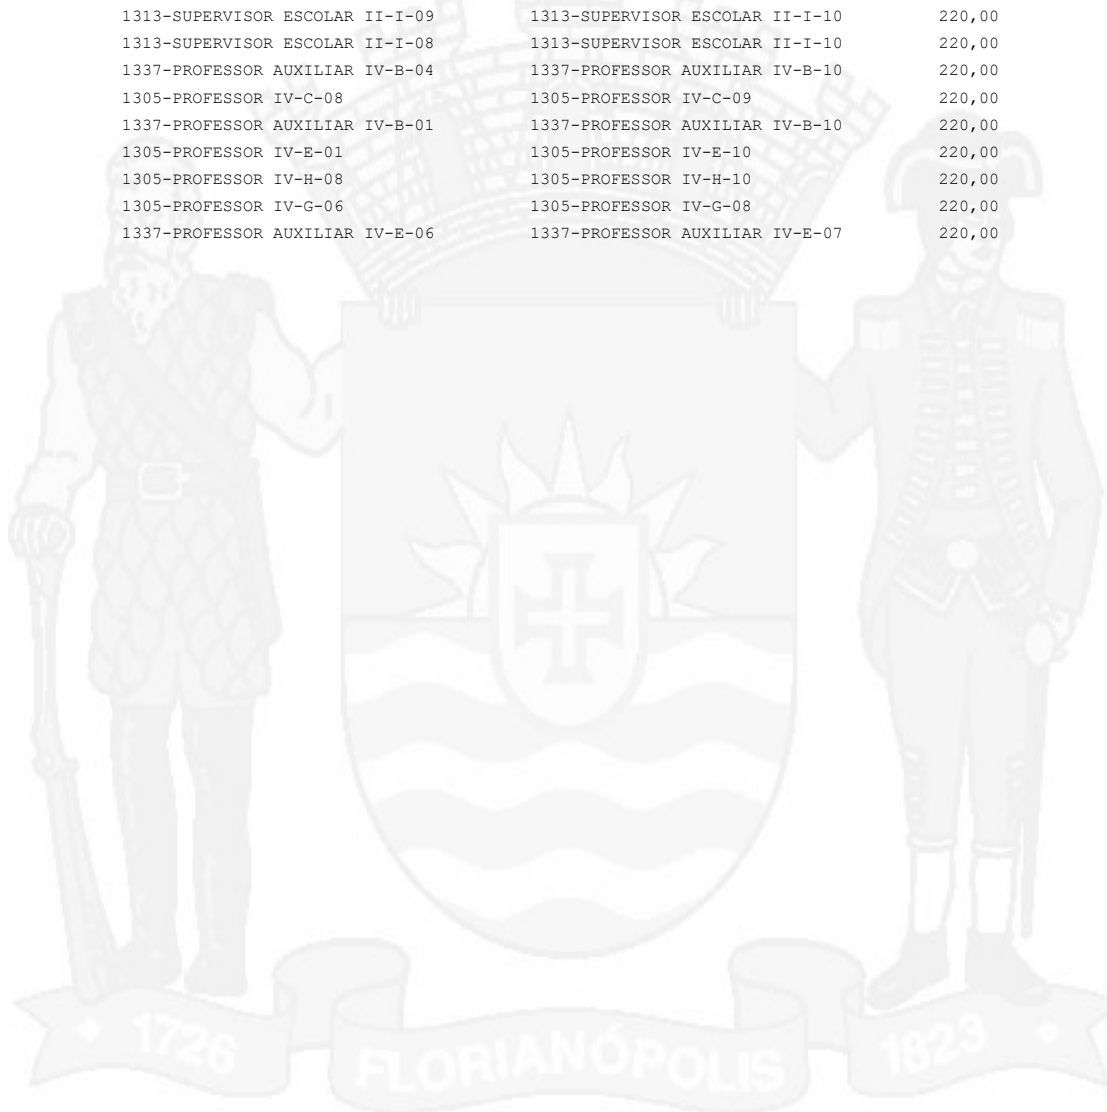 1313-SUPERVISOR ESCOLAR II-I-09 1313-SUPERVISOR ESCOLAR II-I-10 220,00
1313-SUPERVISOR ESCOLAR II-I-08 1313-SUPERVISOR ESCOLAR II-I-10 220,00
1337-PROFESSOR AUXILIAR IV-B-04 1337-PROFESSOR AUXILIAR IV-B-10 220,00
1305-PROFESSOR IV-C-08 1305-PROFESSOR IV-C-09 220,00
1337-PROFESSOR AUXILIAR IV-B-01 1337-PROFESSOR AUXILIAR IV-B-10 220,00
1305-PROFESSOR IV-E-01 1305-PROFESSOR IV-E-10 220,00
1305-PROFESSOR IV-H-08 1305-PROFESSOR IV-H-10 220,00
1305-PROFESSOR IV-G-06 1305-PROFESSOR IV-G-08 220,00
1337-PROFESSOR AUXILIAR IV-E-06 1337-PROFESSOR AUXILIAR IV-E-07 220,00
1726 FLORIANÓPOLIS 1823